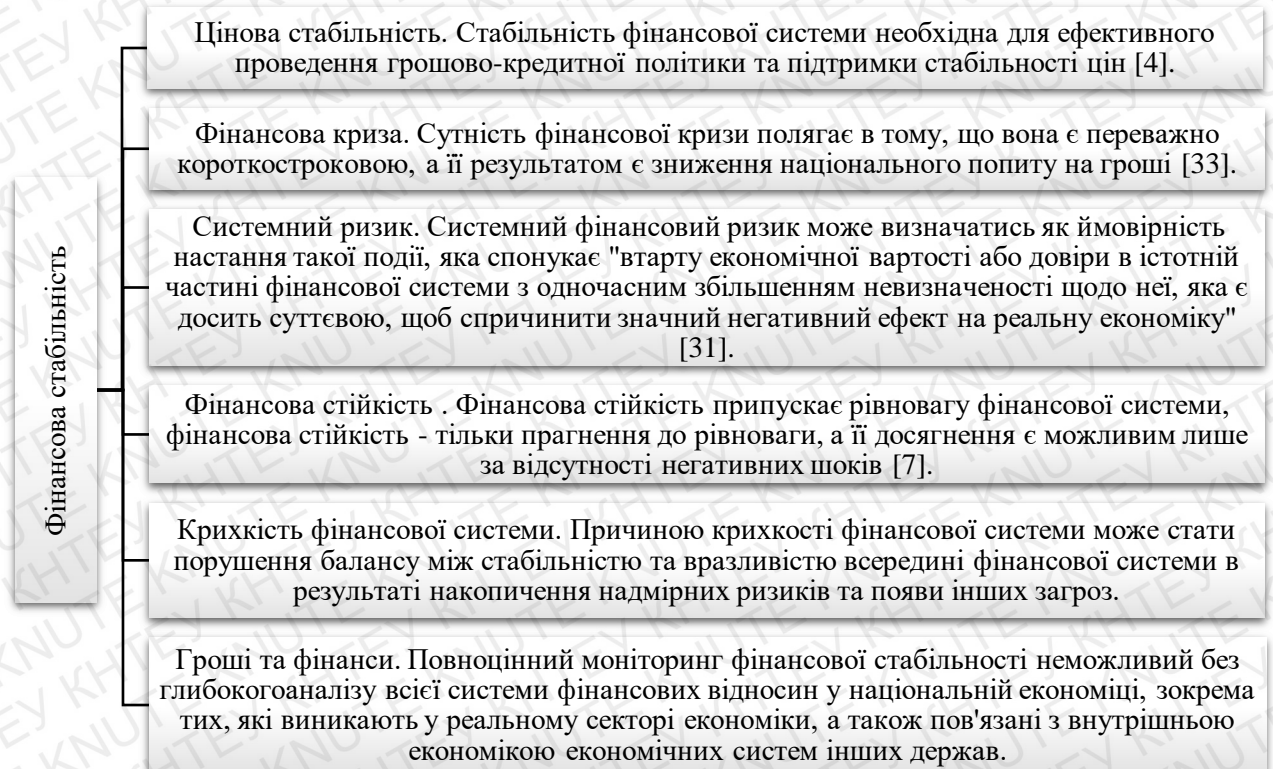 Цінова стабільність. Стабільність фінансової системи необхідна для ефективного
проведення грошово-кредитної політики та підтримки стабільності цін [4].
Фінансова криза. Сутність фінансової кризи полягає в тому, що вона є переважно
короткостроковою, а її результатом є зниження національного попиту на гроші [33].
Системний ризик. Системний фінансовий ризик може визначатись як ймовірність
настання такої події, яка спонукає "втарту економічної вартості або довіри в істотній
частині фінансової системи з одночасним збільшенням невизначеності щодо неї, яка є
досить суттєвою, щоб спричинити значний негативний ефект на реальну економіку"
[31].
Фінансова стабільність
Фінансова стійкість . Фінансова стійкість припускає рівновагу фінансової системи,
фінансова стійкість - тільки прагнення до рівноваги, а її досягнення є можливим лише
за відсутності негативних шоків [7].
Крихкість фінансової системи. Причиною крихкості фінансової системи може стати
порушення балансу між стабільністю та вразливістю всередині фінансової системи в
результаті накопичення надмірних ризиків та появи інших загроз.
Гроші та фінанси. Повноцінний моніторинг фінансової стабільності неможливий без
глибокогоаналізу всієї системи фінансових відносин у національній економіці, зокрема
тих, які виникають у реальному секторі економіки, а також пов'язані з внутрішньою
економікою економічних систем інших держав.